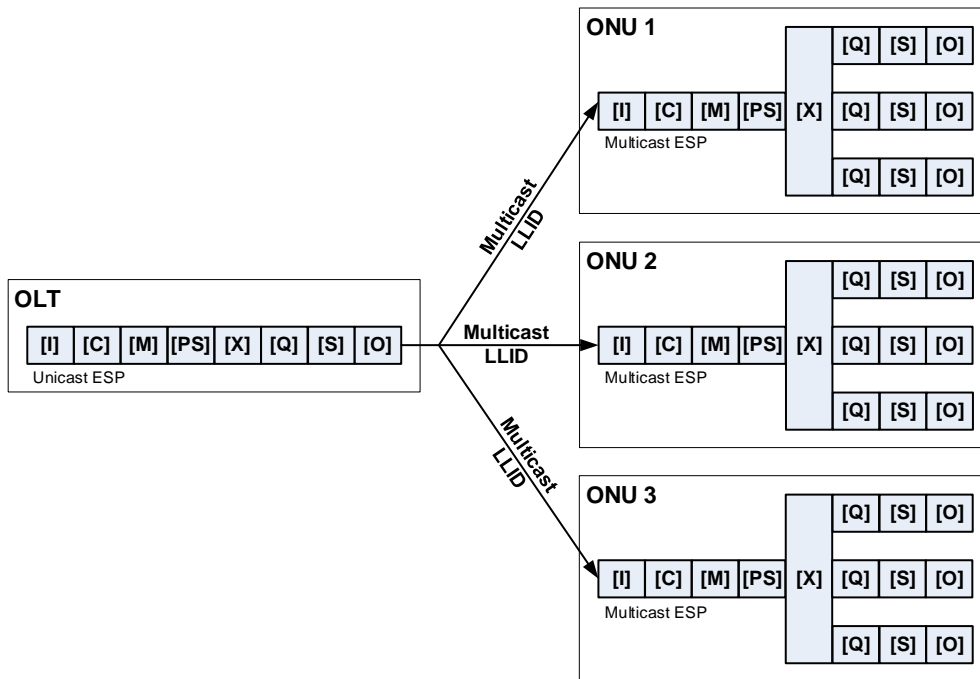 ONU 1
[Q] [S] [O]
[I] [C] [M] [PS] [X] [Q] [S] [O]
Multicast ESP
[Q] [S] [O]
Multicast
LLID
ONU 2
[Q] [S] [O]
OLT
[I] [C] [M] [PS] [X] [Q] [S] [O]
Unicast ESP
Multicast
LLID
[I] [C] [M] [PS] [X] [Q] [S] [O]
Multicast ESP
[Q] [S] [O]
Multicast
LLID
ONU 3
[Q] [S] [O]
[I] [C] [M] [PS] [X] [Q] [S] [O]
Multicast ESP
[Q] [S] [O]